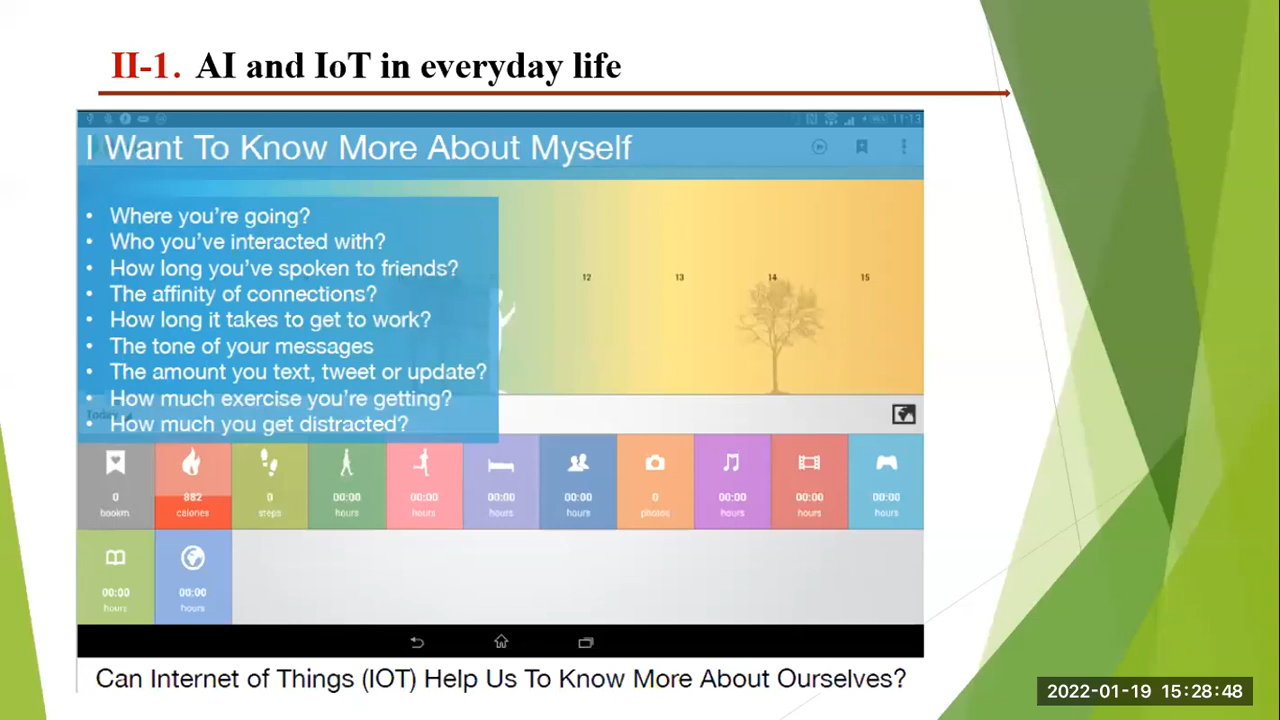 II-1. AI and IoT in everyday life
11:13
I Want To Know More About Myself
• Where you're going?
• Who you've interacted with?
• How long you've spoken to friends?
• The affinity of connections?
• How long it takes to get to work?
• The tone of your messages
• The amount you text, tweet or update?
• How much exercise you're getting?
• How much you get distracted?
12 13 14 15
Today
0 882 0 00:00 00:00 00:00 00:00 0 00:00 00:00 00:00
bookm. calories steps hours hours hours hours photos hours hours hours
00:00 00:00
hours hours
Can Internet of Things (IOT) Help Us To Know More About Ourselves?
2022-01-19 15:28:48